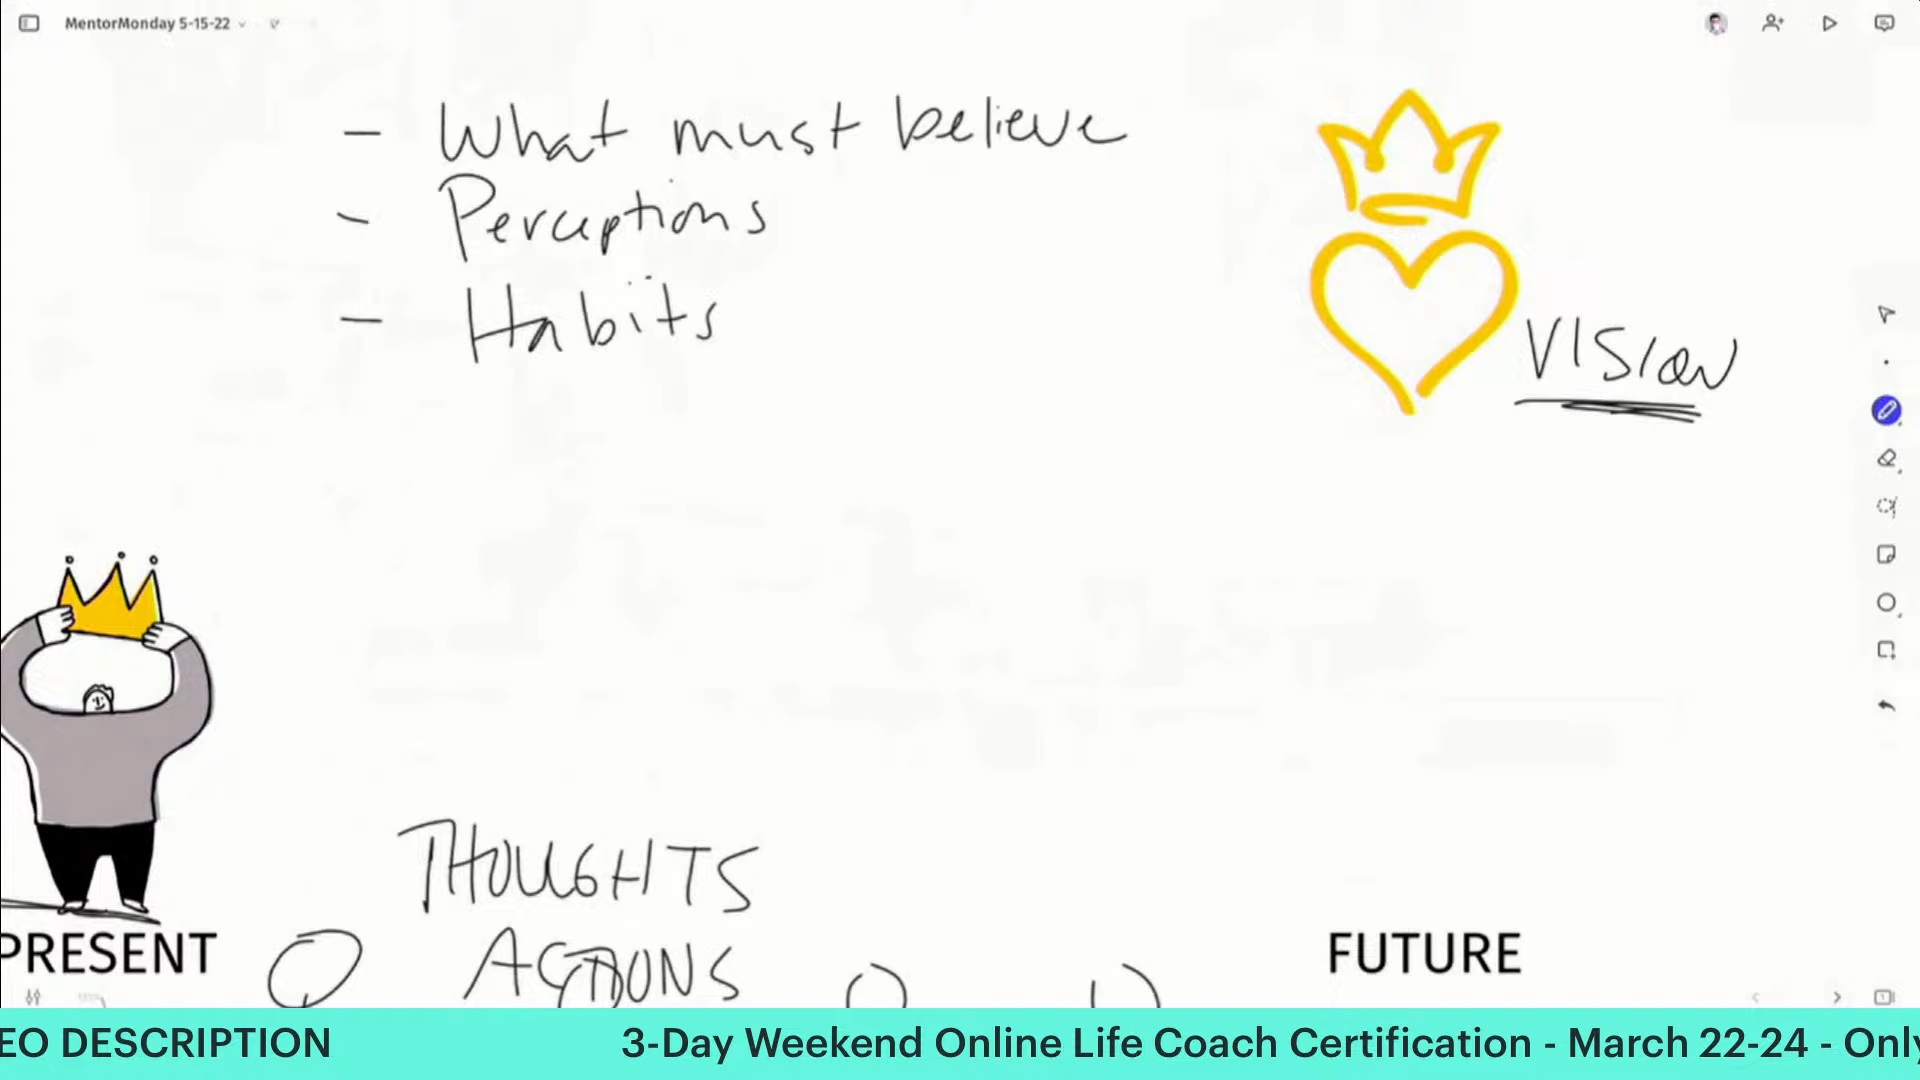 MentorMonday 5-15-22
- What must believe
- Perceptions
- Habits
VISION
THOUGHTS
ACTIONS
PRESENT
FUTURE
EO DESCRIPTION 3-Day Weekend Online Life Coach Certification - March 22-24 - Only